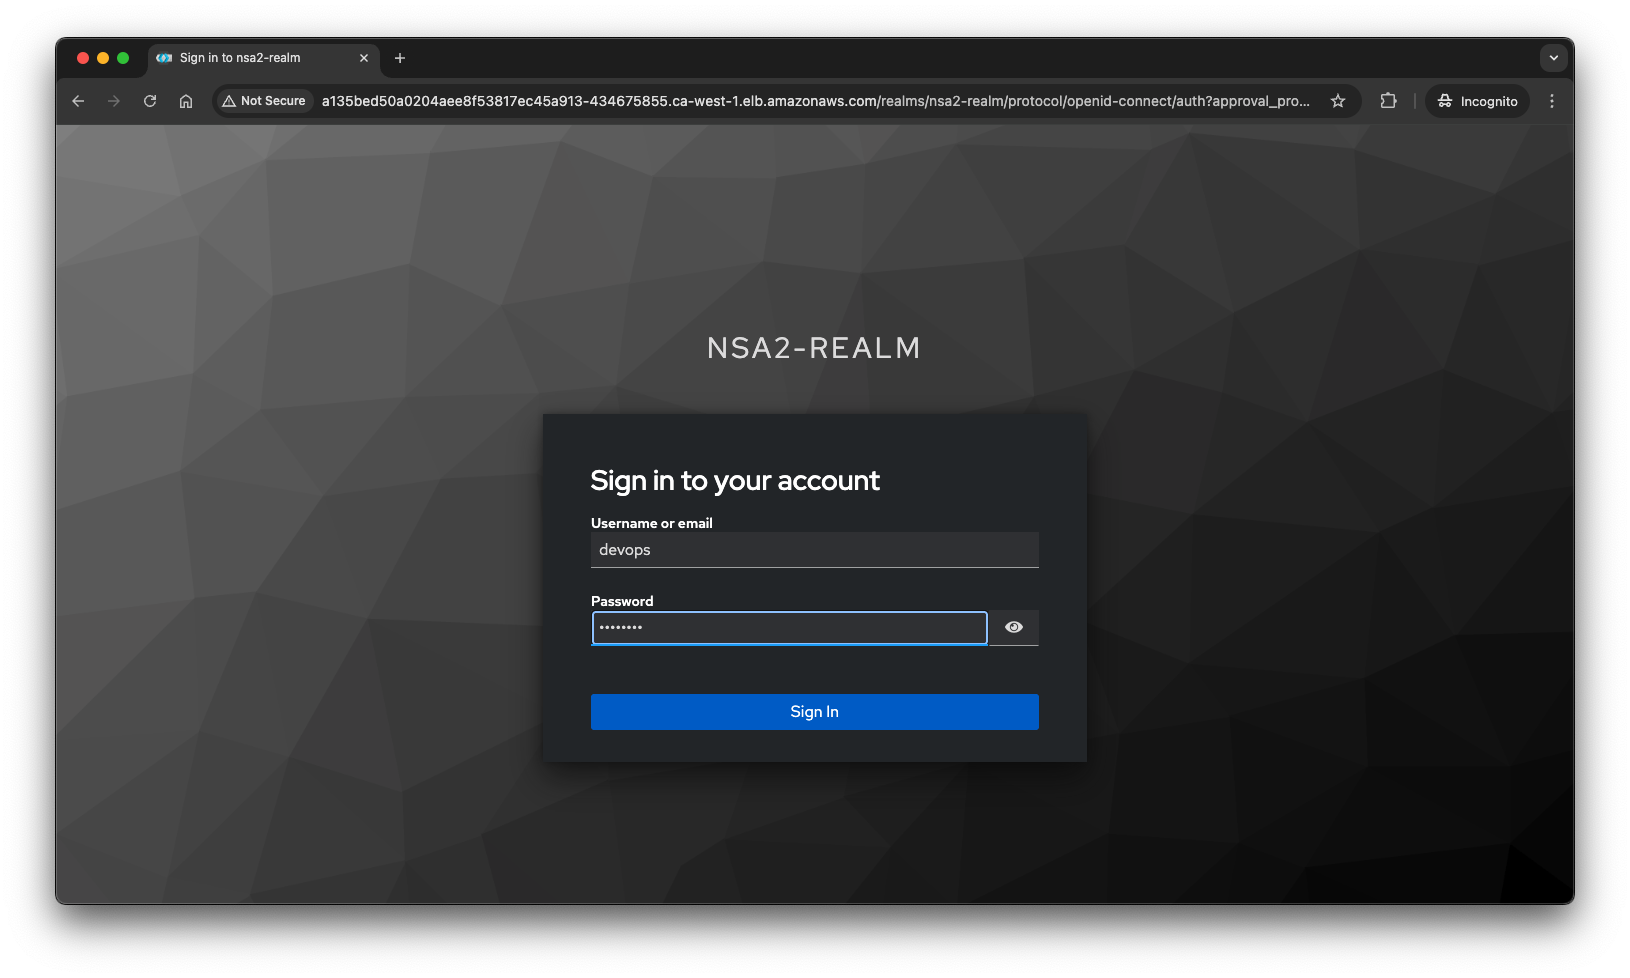 Sign in to nsa2-realm
Not Secure
a135bed50a0204aee8f53817ec45a913-434675855.ca-west-1.elb.amazonaws.com/realms/nsa2-realm/protocol/openid-connect/auth?approval_pro...
Incognito
NSA2-REALM
Sign in to your account
Username or email
devops
Password
••••••••
Sign In